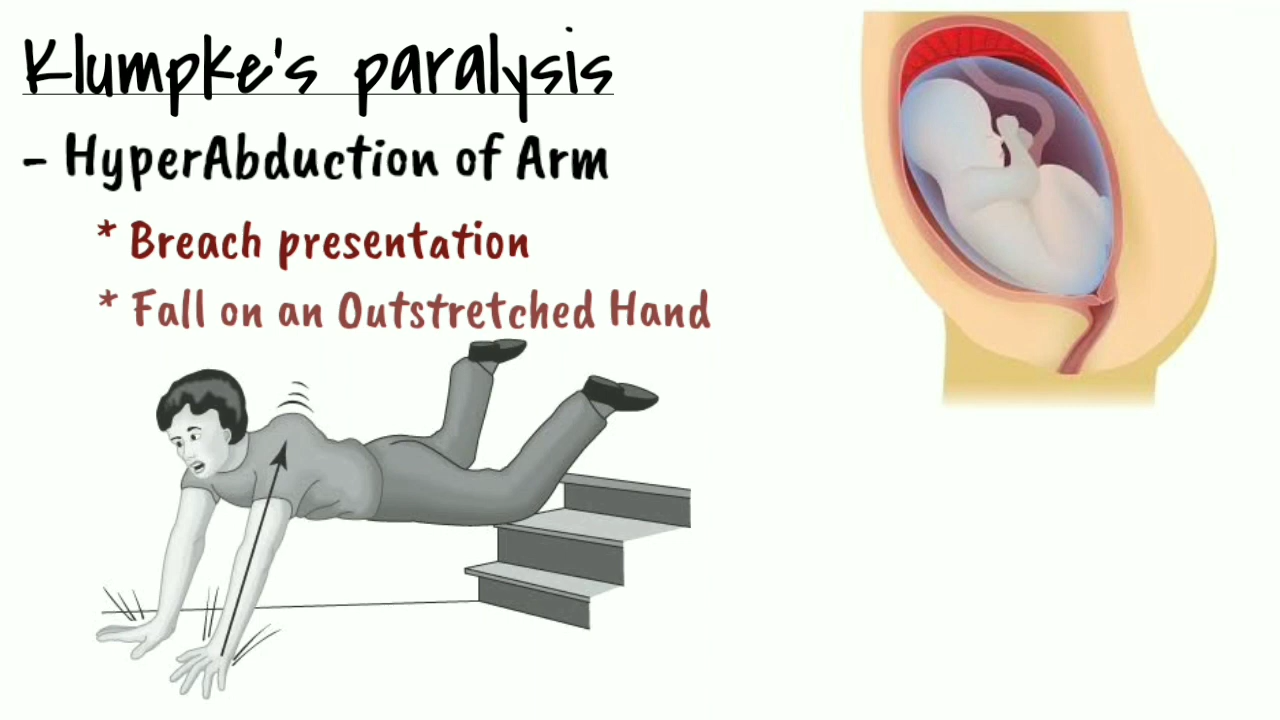 Klumpke's paralysis
- HyperAbduction of Arm
* Breach presentation
* Fall on an Outstretched Hand